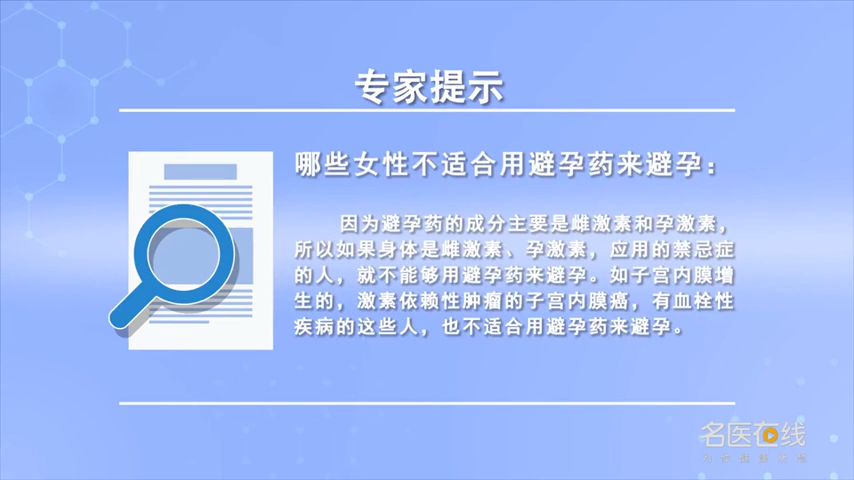 专家提示
哪些女性不适合用避孕药来避孕：
因为避孕药的成分主要是雌激素和孕激素，
所以如果身体是雌激素、孕激素，应用的禁忌症
的人，就不能够用避孕药来避孕。如子宫内膜增
生的，激素依赖性肿瘤的子宫内膜癌，有血栓性
疾病的这些人，也不适合用避孕药来避孕。
名医在线